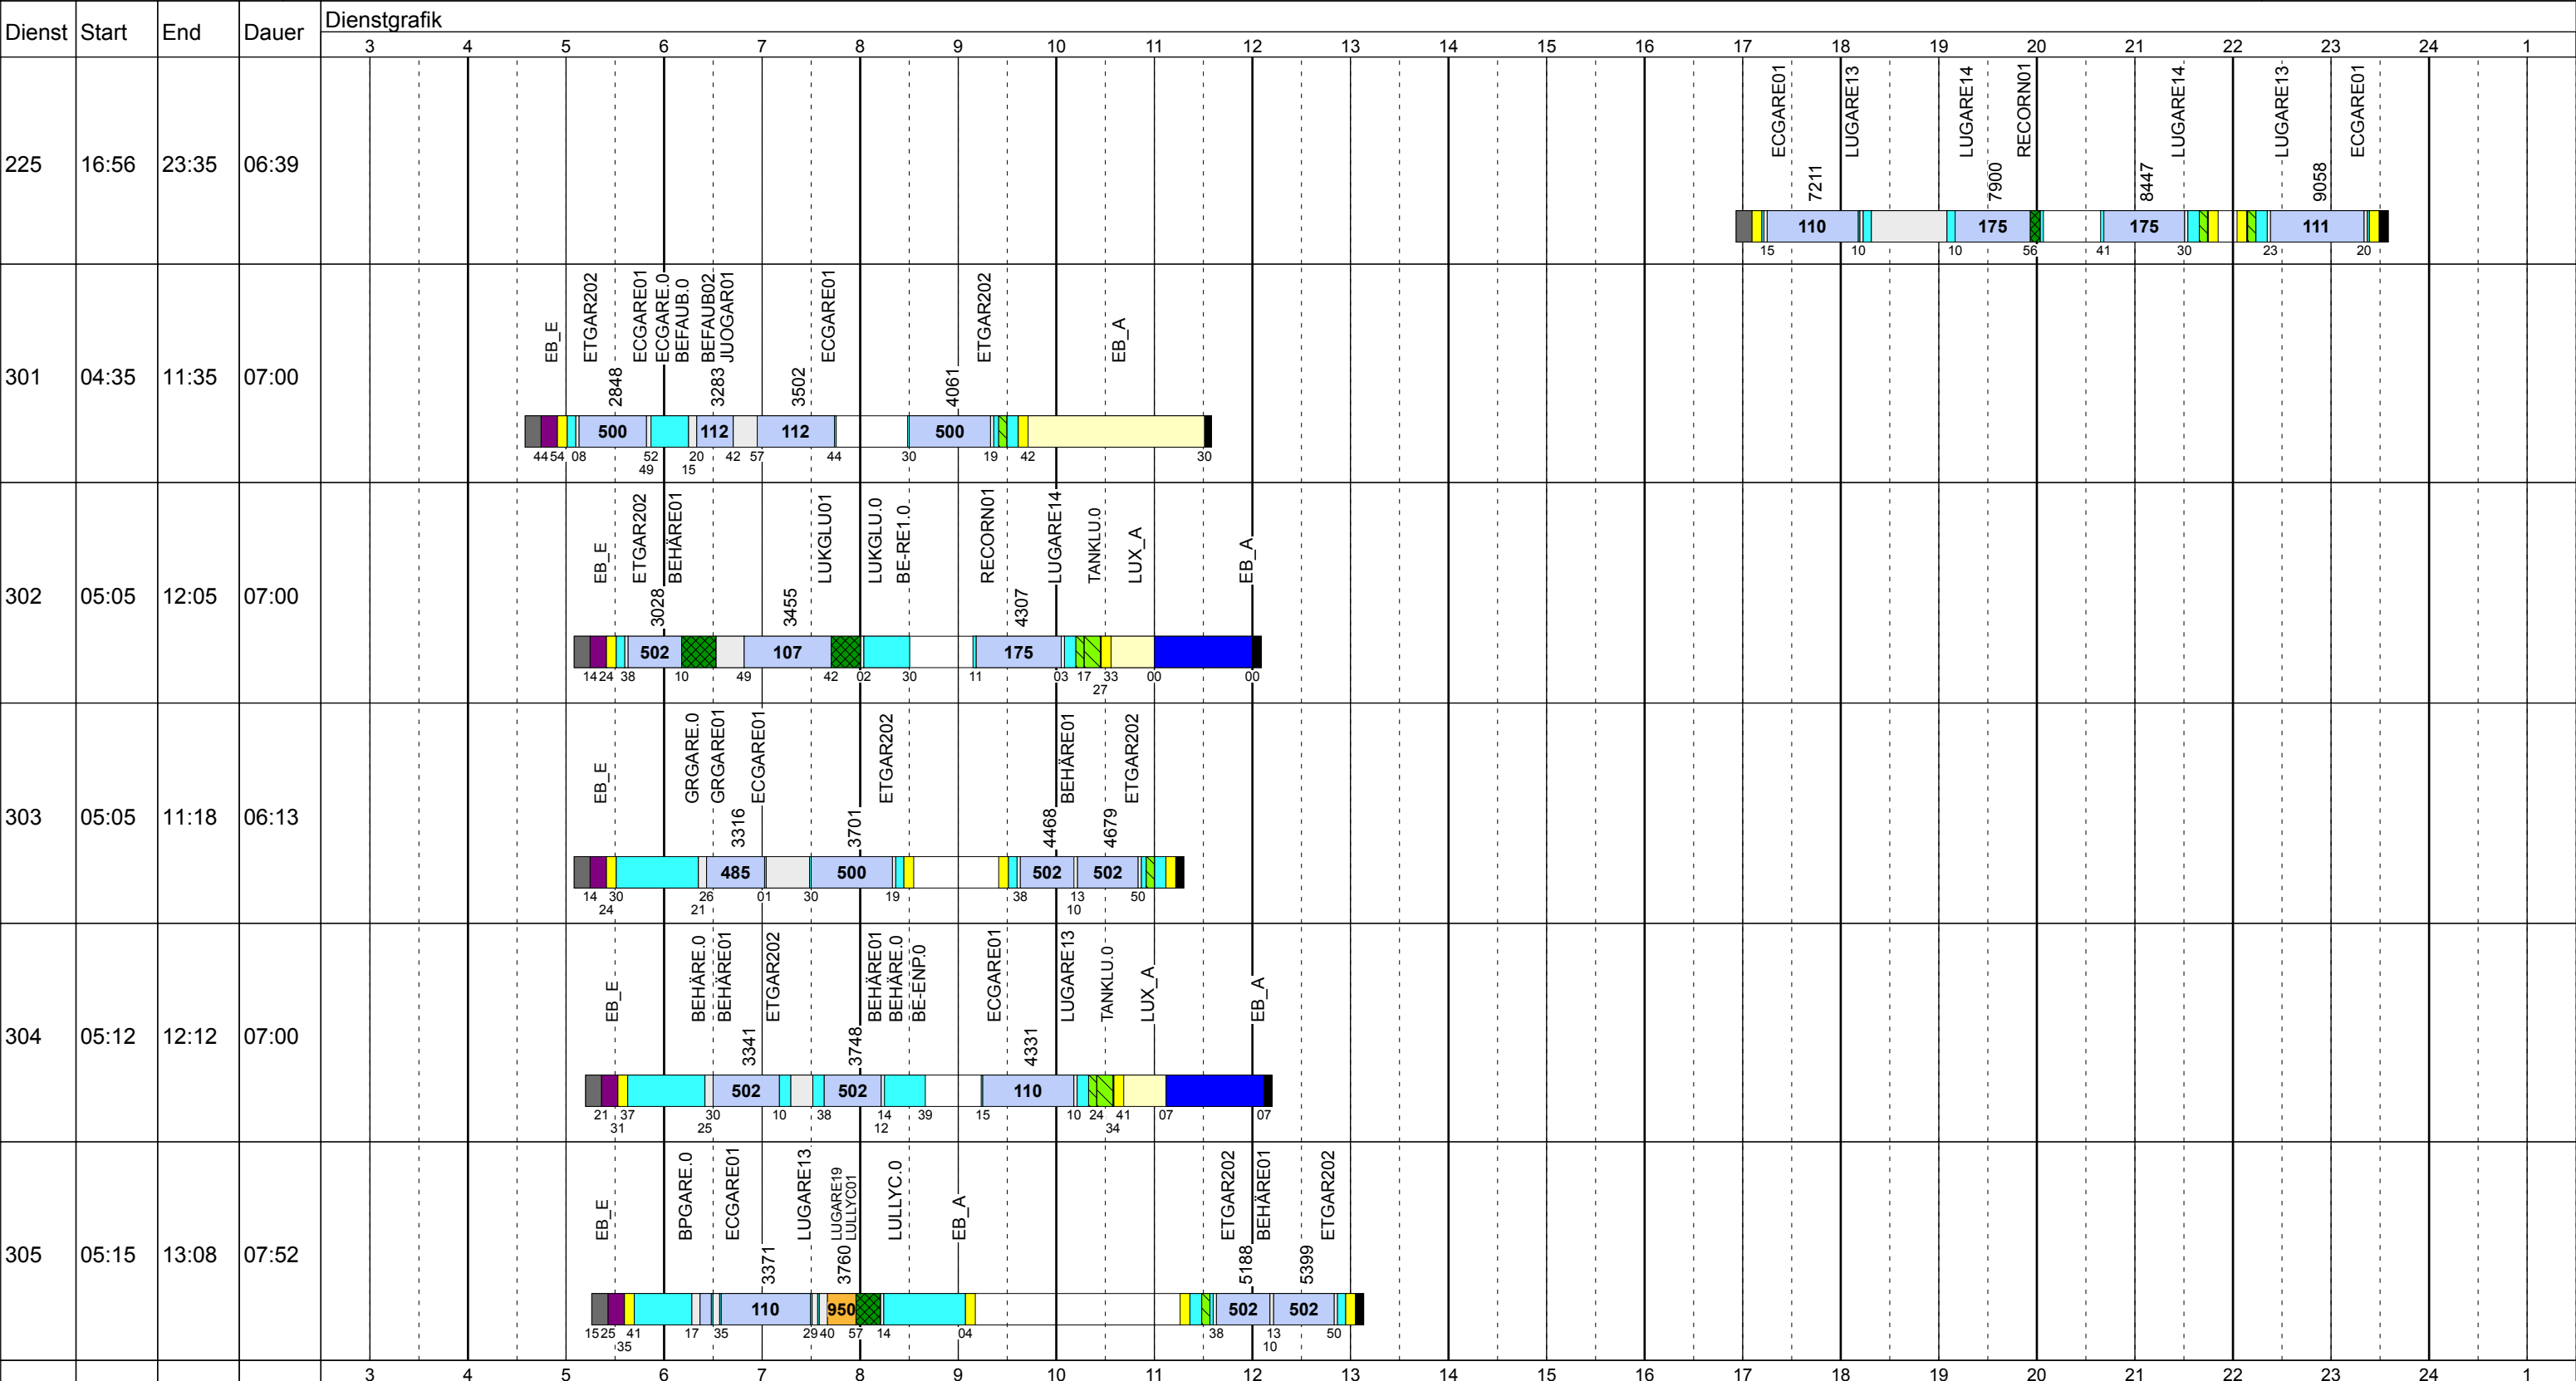 Dienst Start End Dauer Dienstgrafik
3 4 5 6 7 8 9 10 11 12 13 14 15 16 17 18 19 20 21 22 23 24 1
225 16:56 23:35 06:39
ECGARE01 LUGARE13 LUGARE14 RECORN01 LUGARE14 LUGARE13 ECGARE01
7211 7900 8447 9058
110 175 175 111
15 10 10 56 41 30 23 20
301 04:35 11:35 07:00
EB_E ETGAR202 ECGARE01 ECGARE.0 BEFAUB.0 BEFAUB02 JUOGAR01 ECGARE01 ETGAR202 EB_A
2848 3283 3502 4061
500 112 112 500
44 54 08 52 20 42 57 44 30 19 42 30
49 15
302 05:05 12:05 07:00
EB_E ETGAR202 BEHÄRE01 LUKGLU01 LUKGLU.0 BE-RE1.0 RECORN01 LUGARE14 TANKLU.0 LUX_A EB_A
3028 3455 4307
502 107 175
14 24 38 10 49 42 02 30 11 03 17 33 00 00
27
303 05:05 11:18 06:13
EB_E GRGARE.0 GRGARE01 ECGARE01 ETGAR202 BEHÄRE01 ETGAR202
3316 3701 4468 4679
485 500 502 502
14 30 26 01 30 19 38 13 50
24 21 10
304 05:12 12:12 07:00
EB_E BEHÄRE.0 BEHÄRE01 ETGAR202 BEHÄRE01 BEHÄRE.0 BE-ENP.0 ECGARE01 LUGARE13 TANKLU.0 LUX_A EB_A
3341 3748 4331
502 502 110
21 37 30 10 38 14 39 15 10 24 41 07 07
31 25 12 34
305 05:15 13:08 07:52
EB_E BPGARE.0 ECGARE01 LUGARE13 LUGARE19 LULLYC01 LULLYC.0 EB_A ETGAR202 BEHÄRE01 ETGAR202
3371 3760 5188 5399
110 950 502 502
15 25 41 17 35 29 40 57 14 04 38 13 50
35 10
3 4 5 6 7 8 9 10 11 12 13 14 15 16 17 18 19 20 21 22 23 24 1